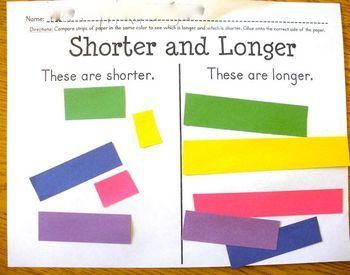 Name:
Directions: Compare strips of paper in the same color to see which is longer and which is shorter. Glue onto the correct side of the paper.
Shorter and Longer
These are shorter.
These are longer.